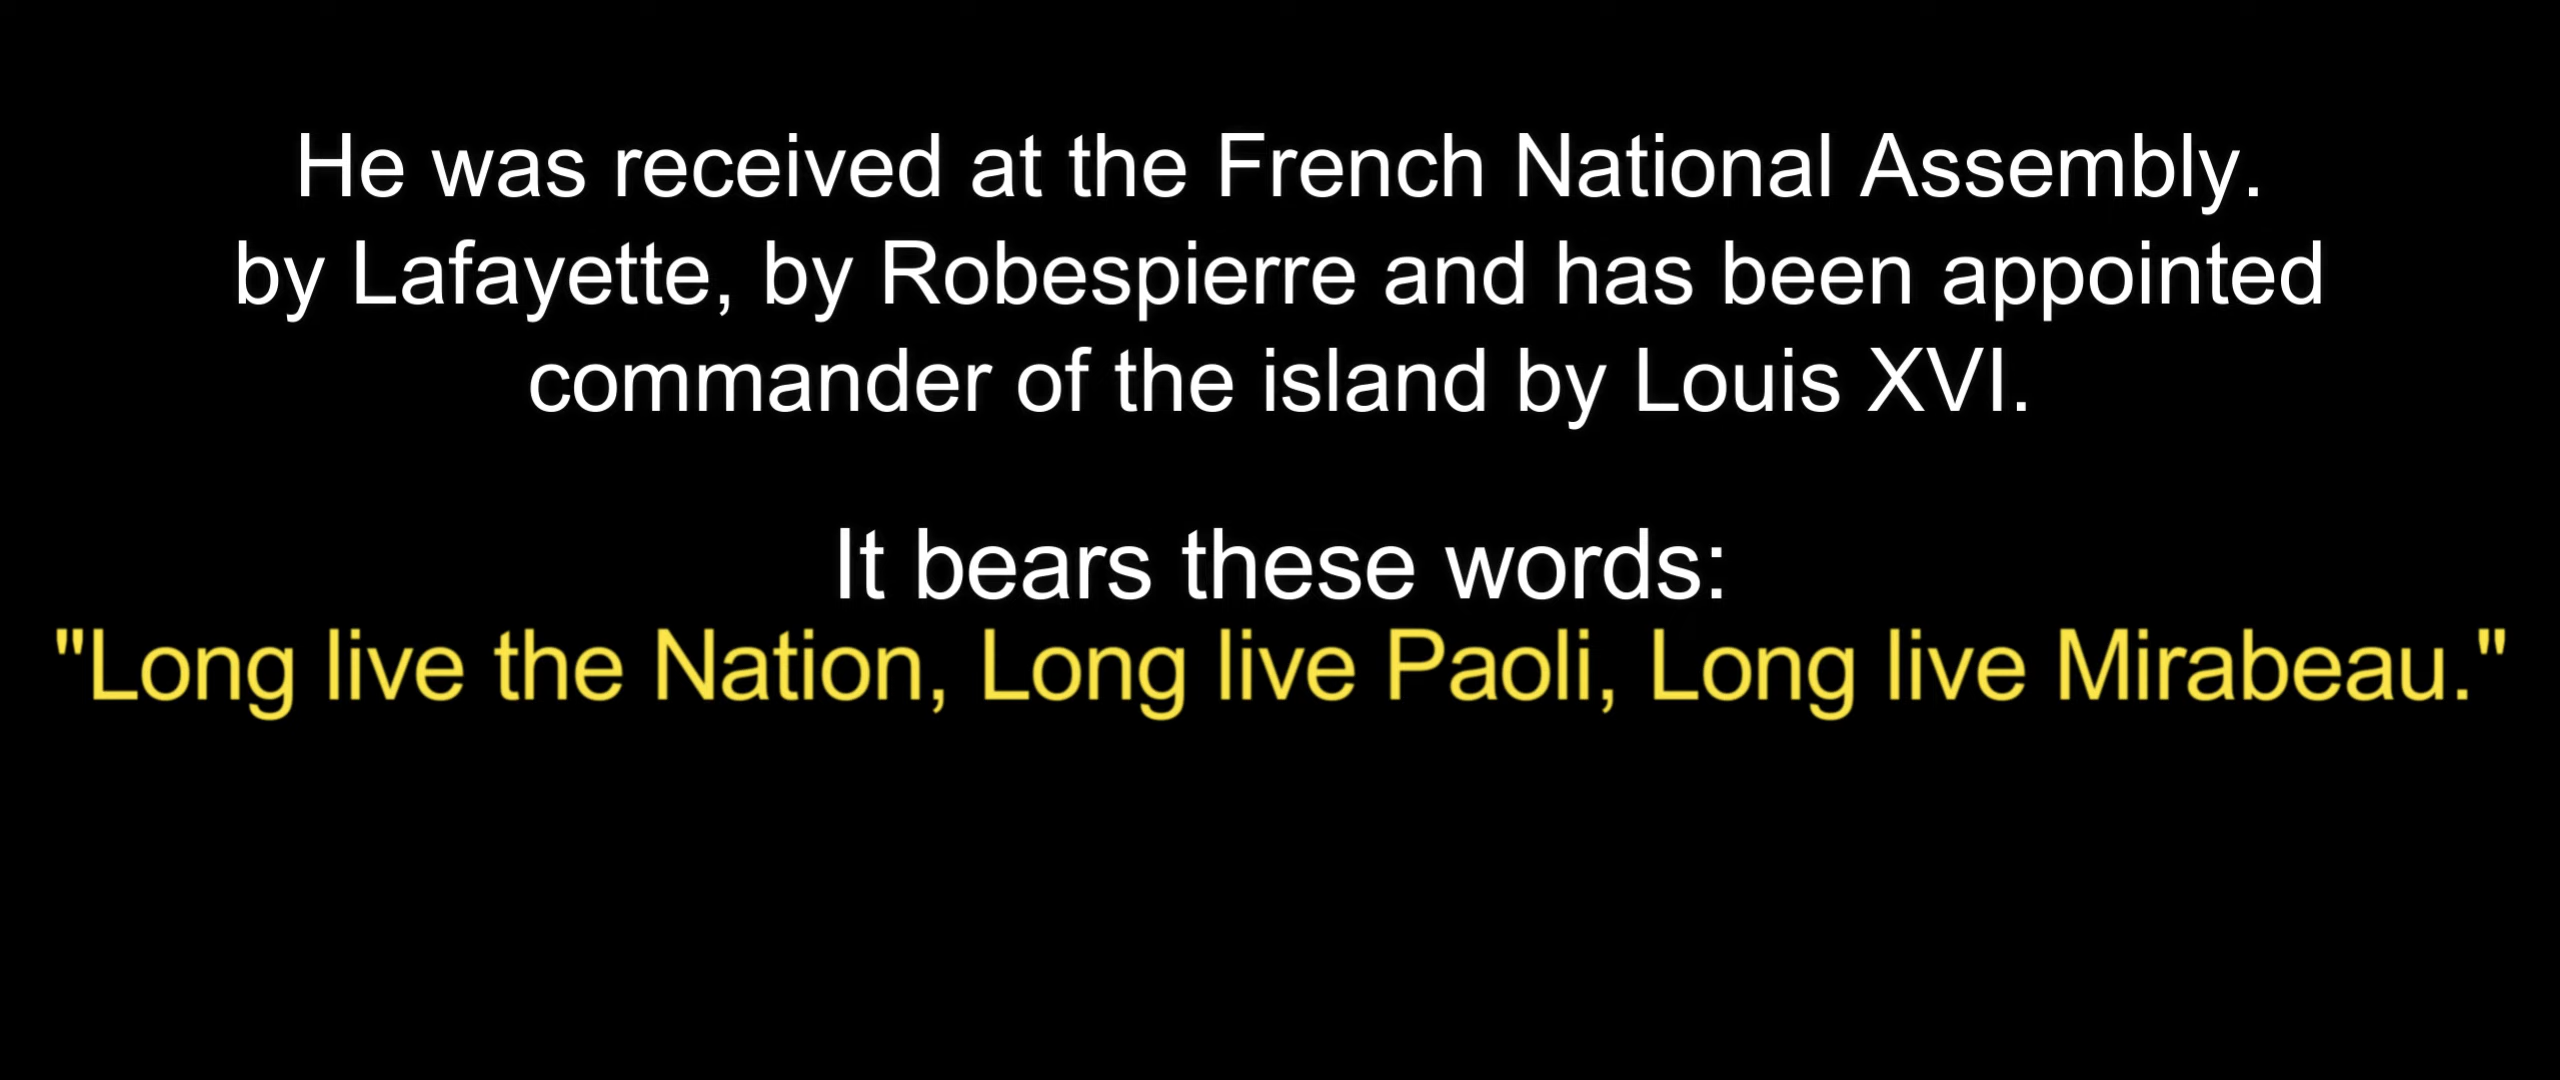 He was received at the French National Assembly.
by Lafayette, by Robespierre and has been appointed
commander of the island by Louis XVI.
It bears these words:
"Long live the Nation, Long live Paoli, Long live Mirabeau."